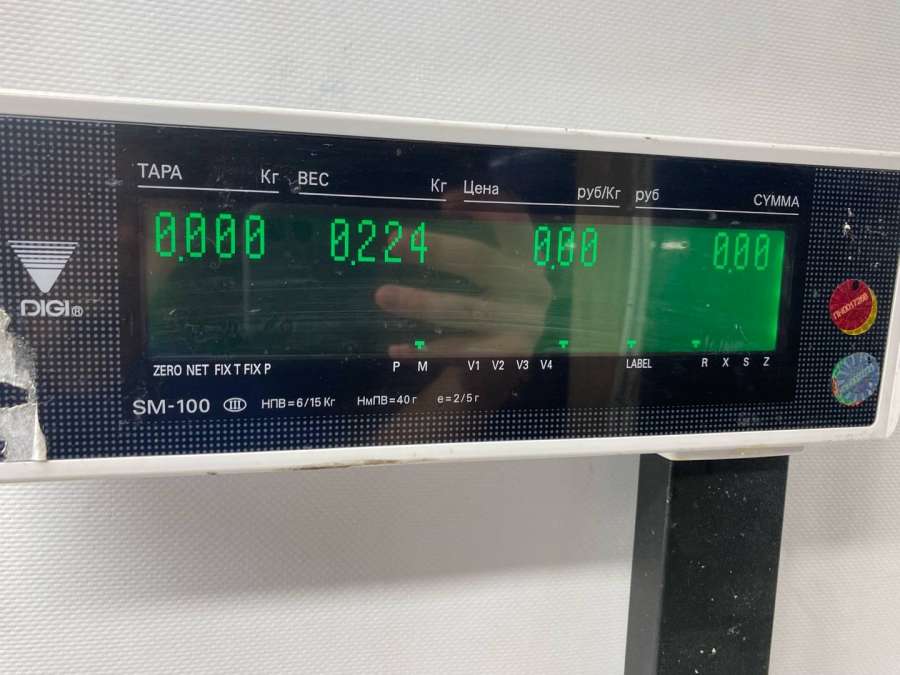 ТАРА Кг ВЕС Кг Цена руб/Кг руб СУММА
0.000 0.224 0.00 0.00
DIGI®
ZERO NET FIX T FIX P P M V1 V2 V3 V4 LABEL R X S Z
SM-100 III НПВ=6/15 Кг НмПВ=40 г e=2/5 г